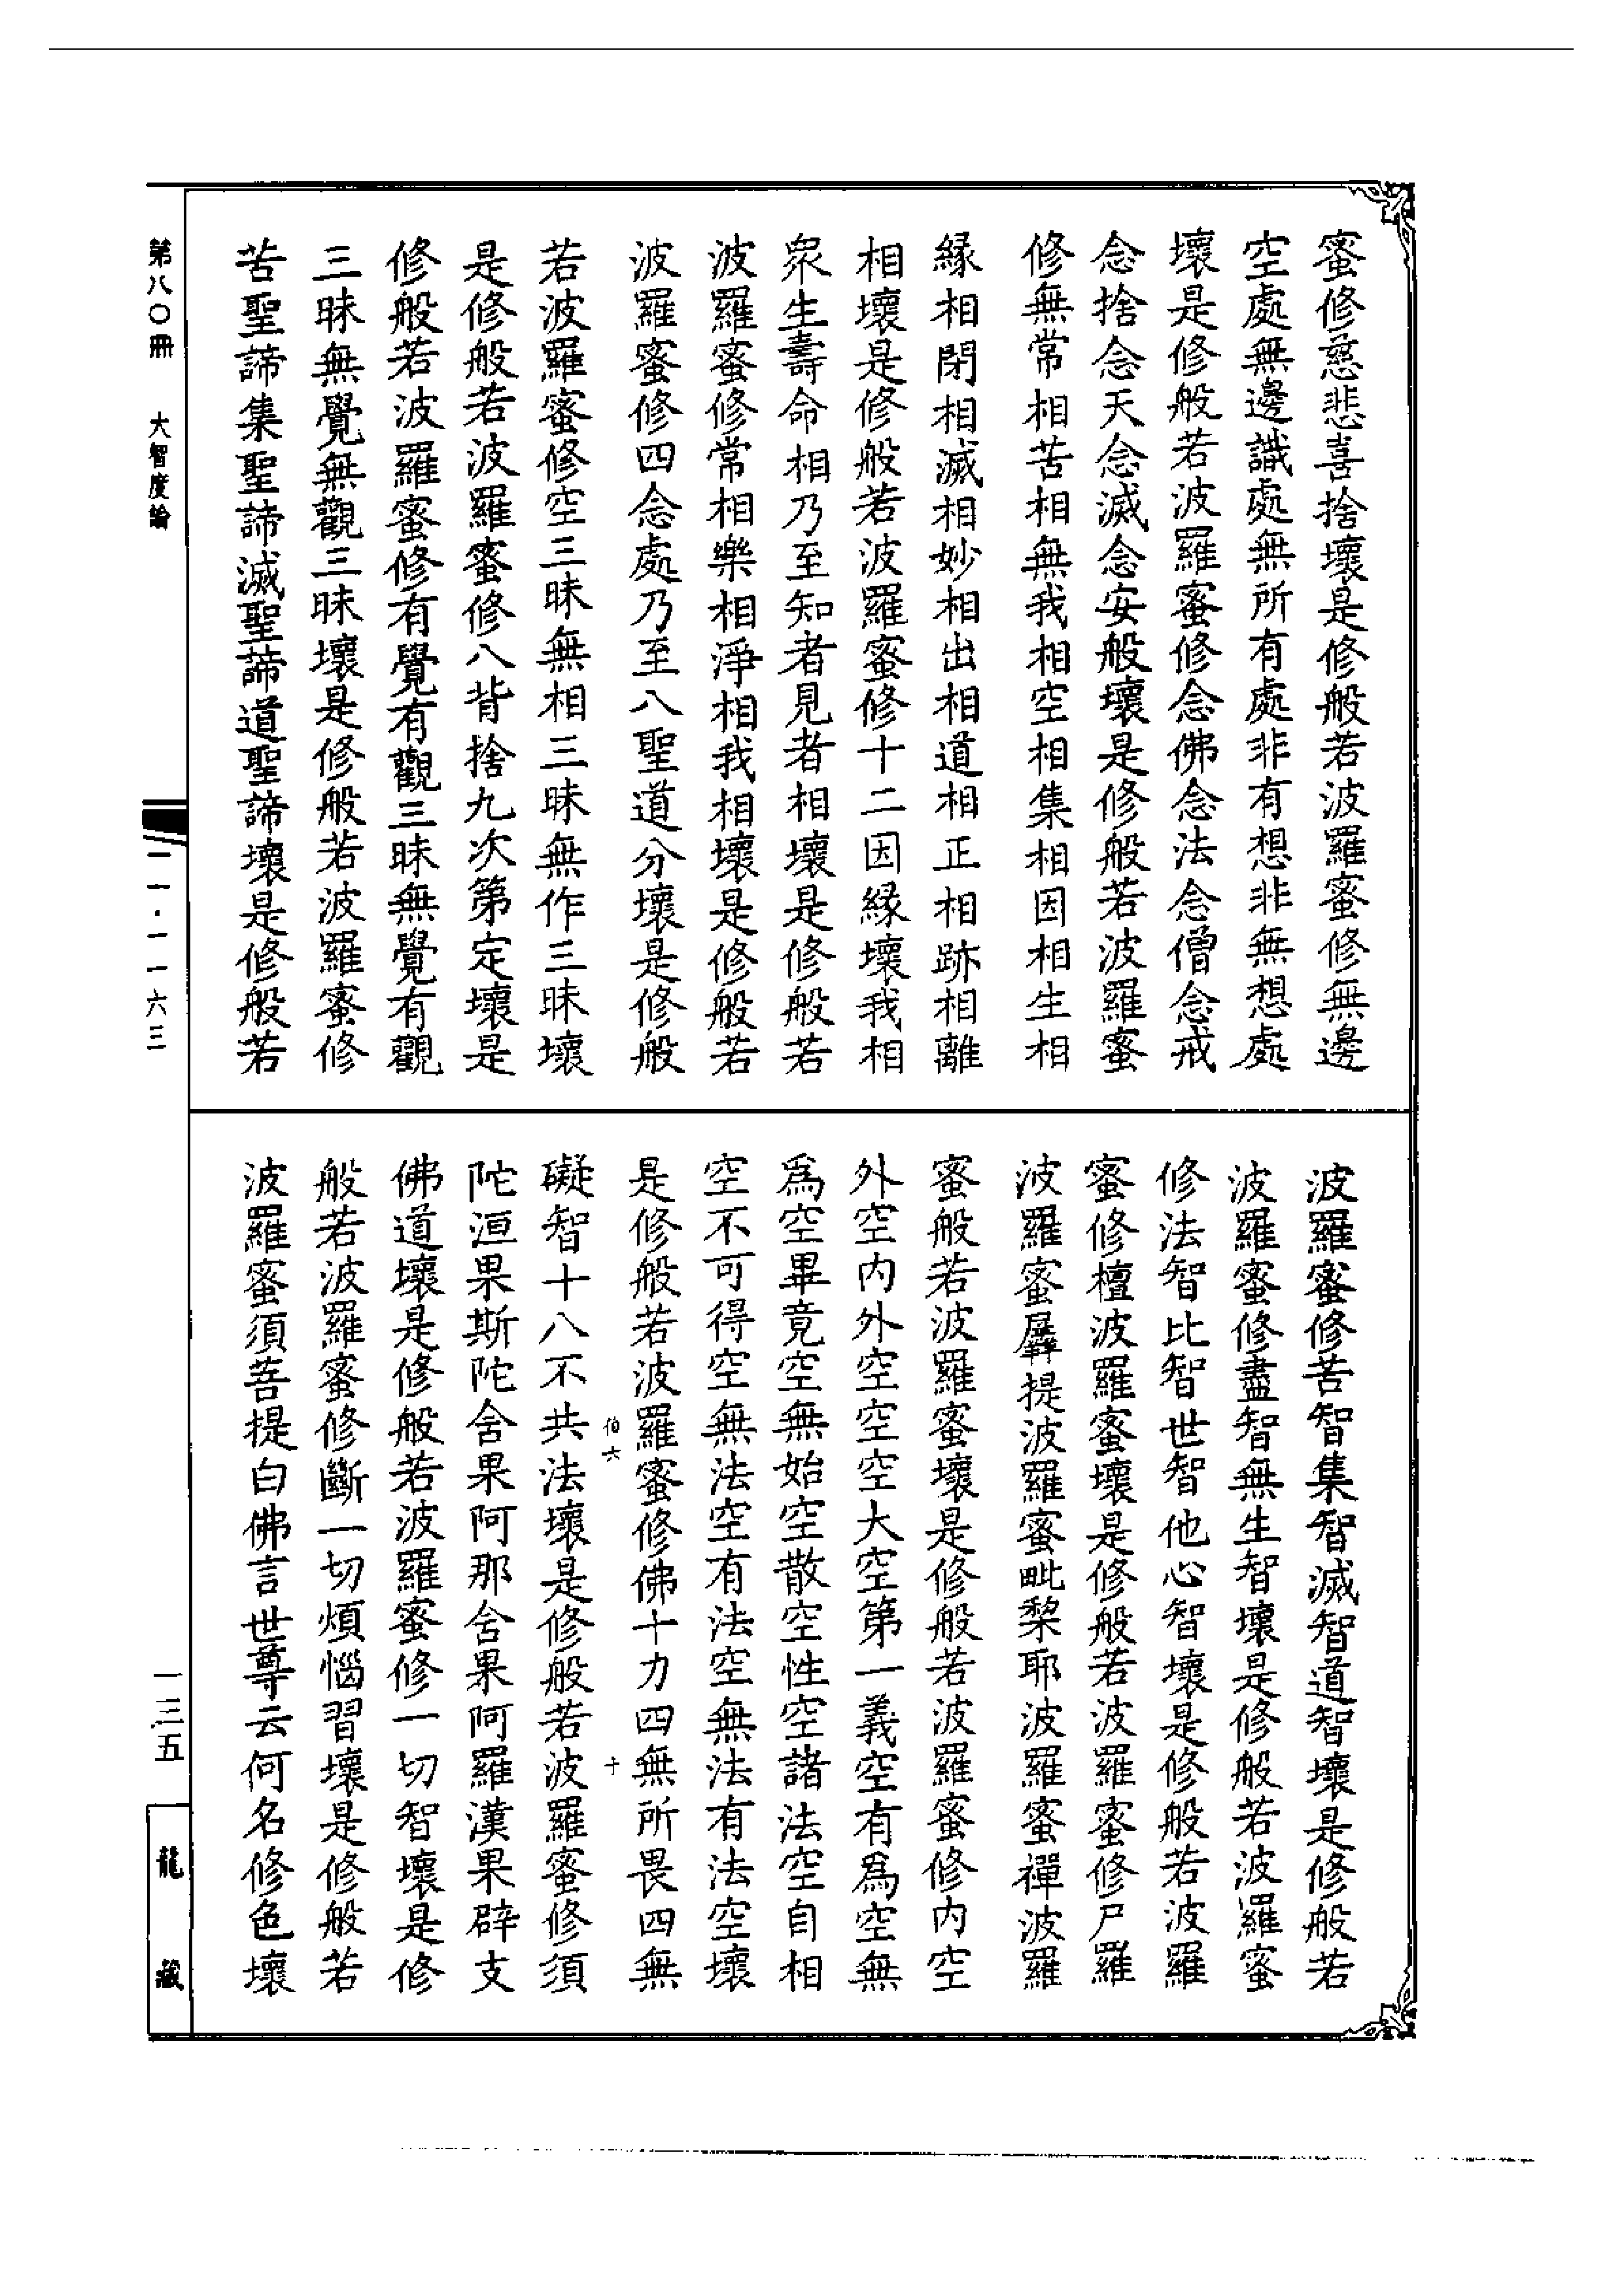 蜜修慈悲喜捨壞是修般若波羅蜜修無邊
空處無邊識處無所有處非有想非無想處
壞是修般若波羅蜜修念佛念法念僧念戒
念捨念天念滅念安般壞是修般若波羅蜜
修無常相苦相無我相空相集相因相生相
緣相閉相滅相妙相出相道相正相跡相離
相壞是修般若波羅蜜修十二因緣壞我相
眾生壽命相乃至知者見者相壞是修般若
波羅蜜修常相樂相淨相我相壞是修般若
波羅蜜修四念處乃至八聖道分壞是修般
若波羅蜜修空三昧無相三昧無作三昧壞
是修般若波羅蜜修八背捨九次第定壞是
修般若波羅蜜修有覺有觀三昧無覺有觀
三昧無覺無觀三昧壞是修般若波羅蜜修
苦聖諦集聖諦滅聖諦道聖諦壞是修般若
波羅蜜修苦智集智滅智道智壞是修般若
波羅蜜修盡智無生智壞是修般若波羅蜜
修法智比智世智他心智壞是修般若波羅
蜜修檀波羅蜜壞是修般若波羅蜜修尸羅
波羅蜜羼提波羅蜜毗棃耶波羅蜜禪波羅
蜜般若波羅蜜壞是修般若波羅蜜修內空
外空內外空空空大空第一義空有為空無
為空畢竟空無始空散空性空諸法空自相
空不可得空無法空有法空無法有法空壞
是修般若波羅蜜修佛十力四無所畏四無
伯六
十
礙智十八不共法壞是修般若波羅蜜修須
陀洹果斯陀含果阿那含果阿羅漢果辟支
佛道壞是修般若波羅蜜修一切智壞是修
般若波羅蜜修斷一切煩惱習壞是修般若
波羅蜜須菩提白佛言世尊云何名修色壞
第八〇冊
大智度論
一一·一一六三
一三五
龍藏